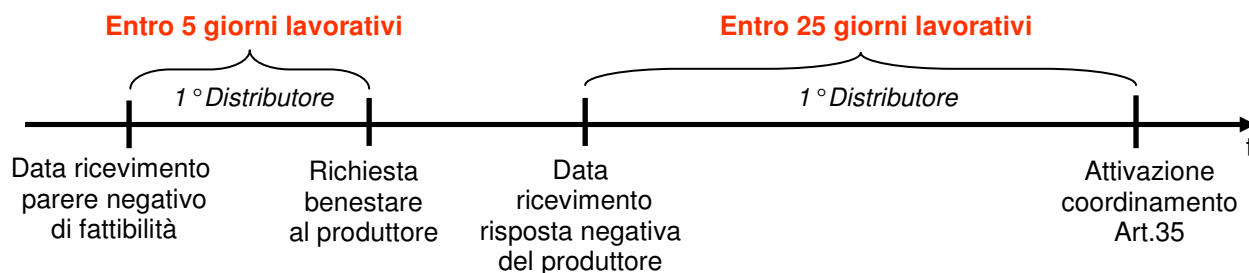 Entro 5 giorni lavorativi
Entro 25 giorni lavorativi
1° Distributore
1° Distributore
t
Data ricevimento
parere negativo
di fattibilità
Richiesta
benestare
al produttore
Data
ricevimento
risposta negativa
del produttore
Attivazione
coordinamento
Art.35